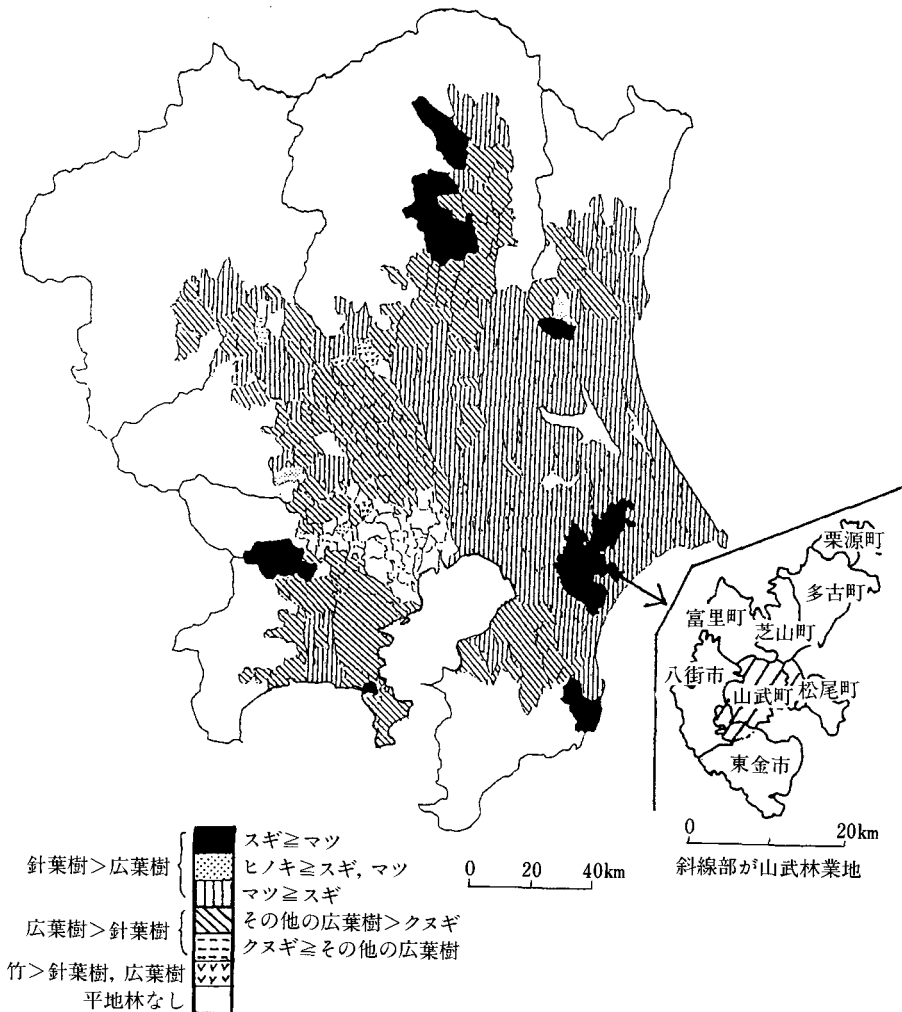 栗源町
多古町
富里町
芝山町
八街市
山武町
松尾町
東金市
0 20km
斜線部が山武林業地
0 20 40km
針葉樹>広葉樹
スギ≧マツ
ヒノキ≧スギ, マツ
マツ≧スギ
広葉樹>針葉樹
その他の広葉樹>クヌギ
クヌギ≧その他の広葉樹
竹>針葉樹, 広葉樹
平地林なし